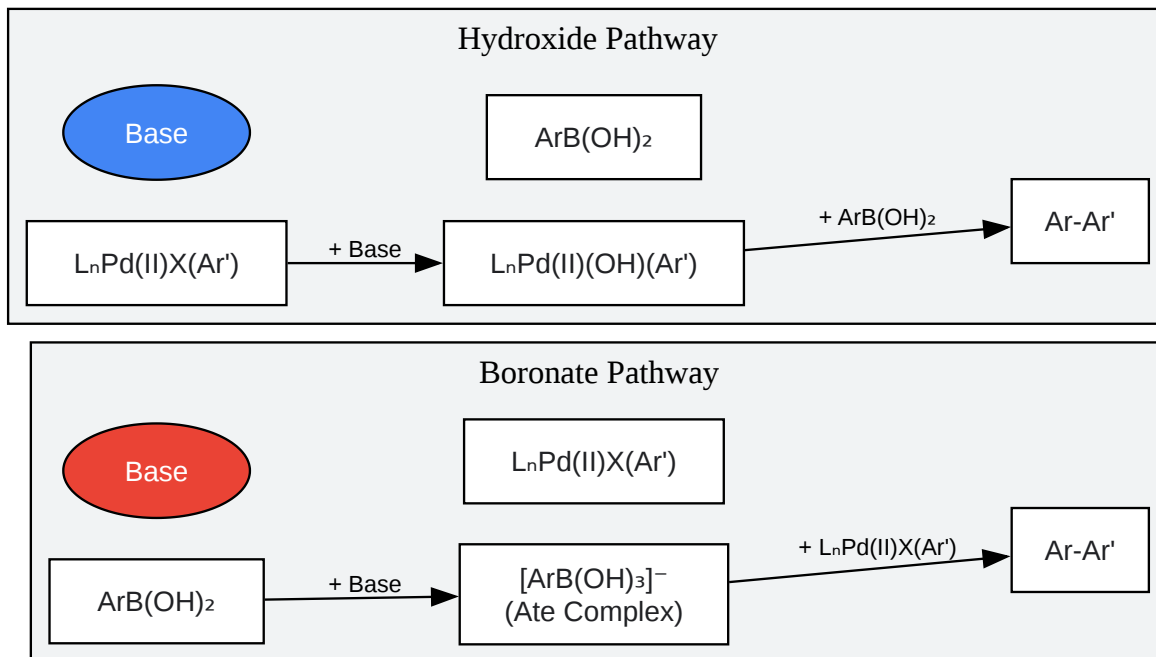 Hydroxide Pathway
Base
ArB(OH)₂
LₙPd(II)X(Ar')
+ Base
LₙPd(II)(OH)(Ar')
+ ArB(OH)₂
Ar-Ar'
Boronate Pathway
Base
LₙPd(II)X(Ar')
ArB(OH)₂
+ Base
[ArB(OH)₃]⁻
(Ate Complex)
+ LₙPd(II)X(Ar')
Ar-Ar'